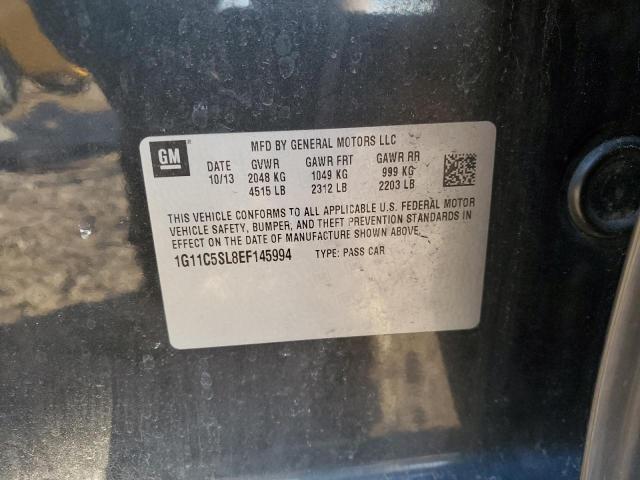 GM
MFD BY GENERAL MOTORS LLC
DATE GVWR GAWR FRT GAWR RR
10/13 2048 KG 1049 KG 999 KG
4515 LB 2312 LB 2203 LB
THIS VEHICLE CONFORMS TO ALL APPLICABLE U.S. FEDERAL MOTOR
VEHICLE SAFETY, BUMPER, AND THEFT PREVENTION STANDARDS IN
EFFECT ON THE DATE OF MANUFACTURE SHOWN ABOVE.
1G11C5SL8EF145994 TYPE: PASS CAR